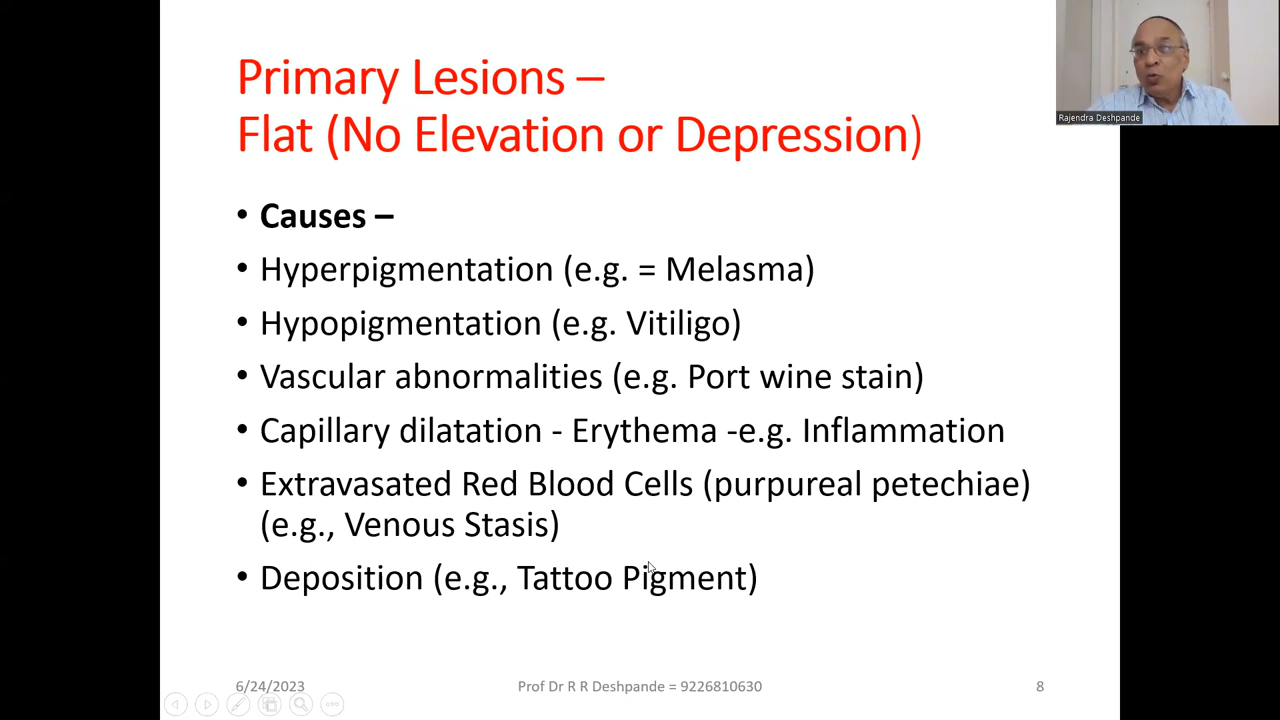 Primary Lesions –
Flat (No Elevation or Depression)
Rajendra Deshpande
• Causes –
• Hyperpigmentation (e.g. = Melasma)
• Hypopigmentation (e.g. Vitiligo)
• Vascular abnormalities (e.g. Port wine stain)
• Capillary dilatation - Erythema -e.g. Inflammation
• Extravasated Red Blood Cells (purpureal petechiae)
(e.g., Venous Stasis)
• Deposition (e.g., Tattoo Pigment)
6/24/2023
Prof Dr R R Deshpande = 9226810630
8